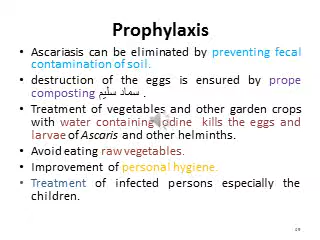 Prophylaxis
• Ascariasis can be eliminated by preventing fecal
contamination of soil.
• destruction of the eggs is ensured by prope
composting سماد سليم .
• Treatment of vegetables and other garden crops
with water containing iodine kills the eggs and
larvae of Ascaris and other helminths.
• Avoid eating raw vegetables.
• Improvement of personal hygiene.
• Treatment of infected persons especially the
children.